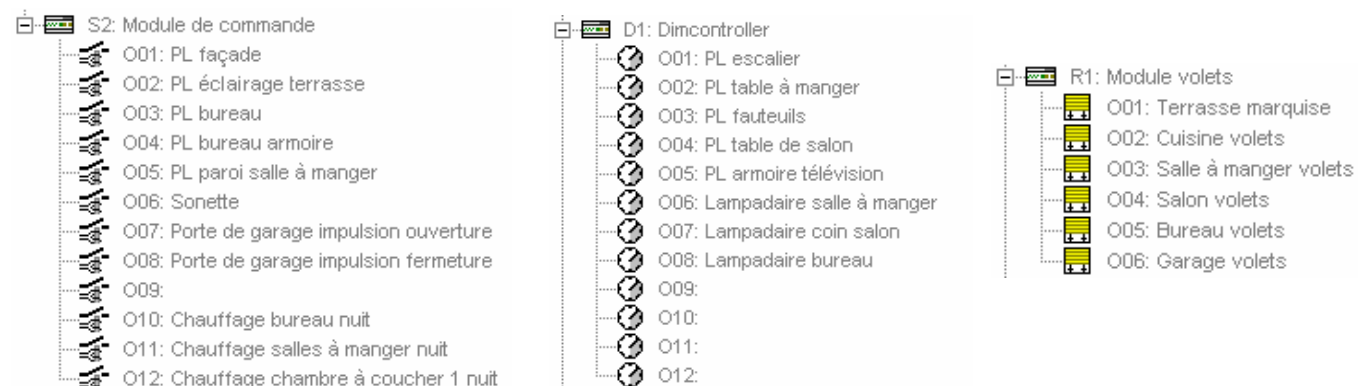 S2: Module de commande
O01: PL façade
O02: PL éclairage terrasse
O03: PL bureau
O04: PL bureau armoire
O05: PL paroi salle à manger
O06: Sonette
O07: Porte de garage impulsion ouverture
O08: Porte de garage impulsion fermeture
O09:
O10: Chauffage bureau nuit
O11: Chauffage salles à manger nuit
O12: Chauffage chambre à coucher 1 nuit
D1: Dimcontroller
O01: PL escalier
O02: PL table à manger
O03: PL fauteuils
O04: PL table de salon
O05: PL armoire télévision
O06: Lampadaire salle à manger
O07: Lampadaire coin salon
O08: Lampadaire bureau
O09:
O10:
O11:
O12:
R1: Module volets
O01: Terrasse marquise
O02: Cuisine volets
O03: Salle à manger volets
O04: Salon volets
O05: Bureau volets
O06: Garage volets